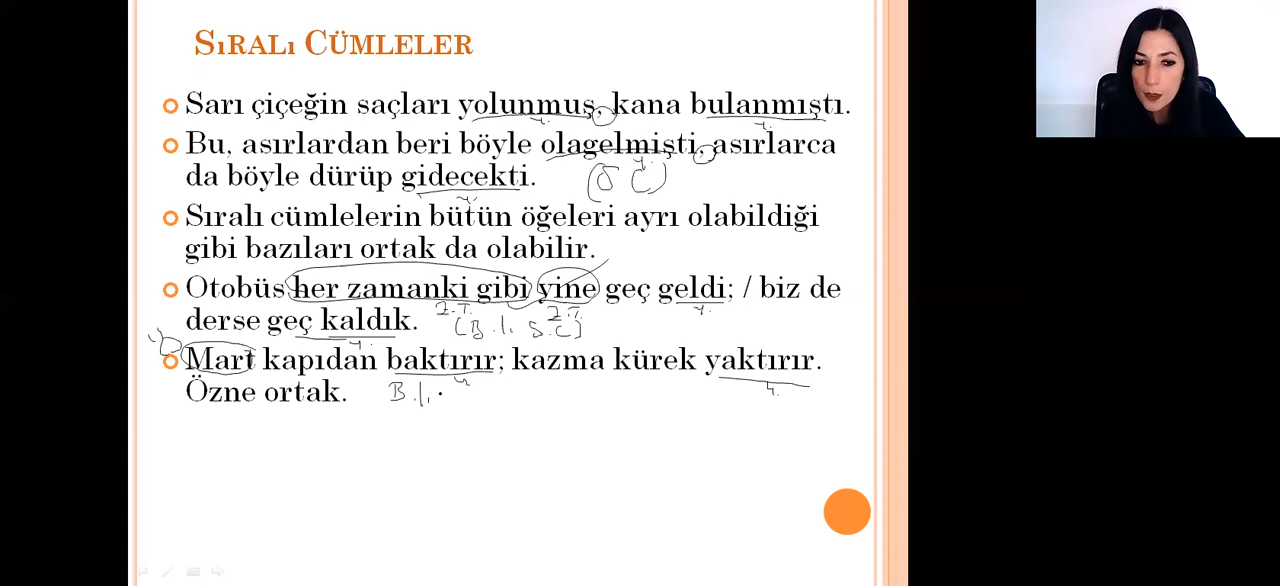 SIRALI CÜMLELER
Sarı çiçeğin saçları yolunmuş, kana bulanmıştı.
Bu, asırlardan beri böyle olagelmişti, asırlarca
da böyle dürüp gidecekti.
(S C)
Sıralı cümlelerin bütün öğeleri ayrı olabildiği
gibi bazıları ortak da olabilir.
Otobüs her zamanki gibi yine geç geldi; / biz de
Z.T. Z.T.
derse geç kaldık. (B.l. S.C)
Mart kapıdan baktırır; kazma kürek yaktırır.
Özne ortak. B.l.